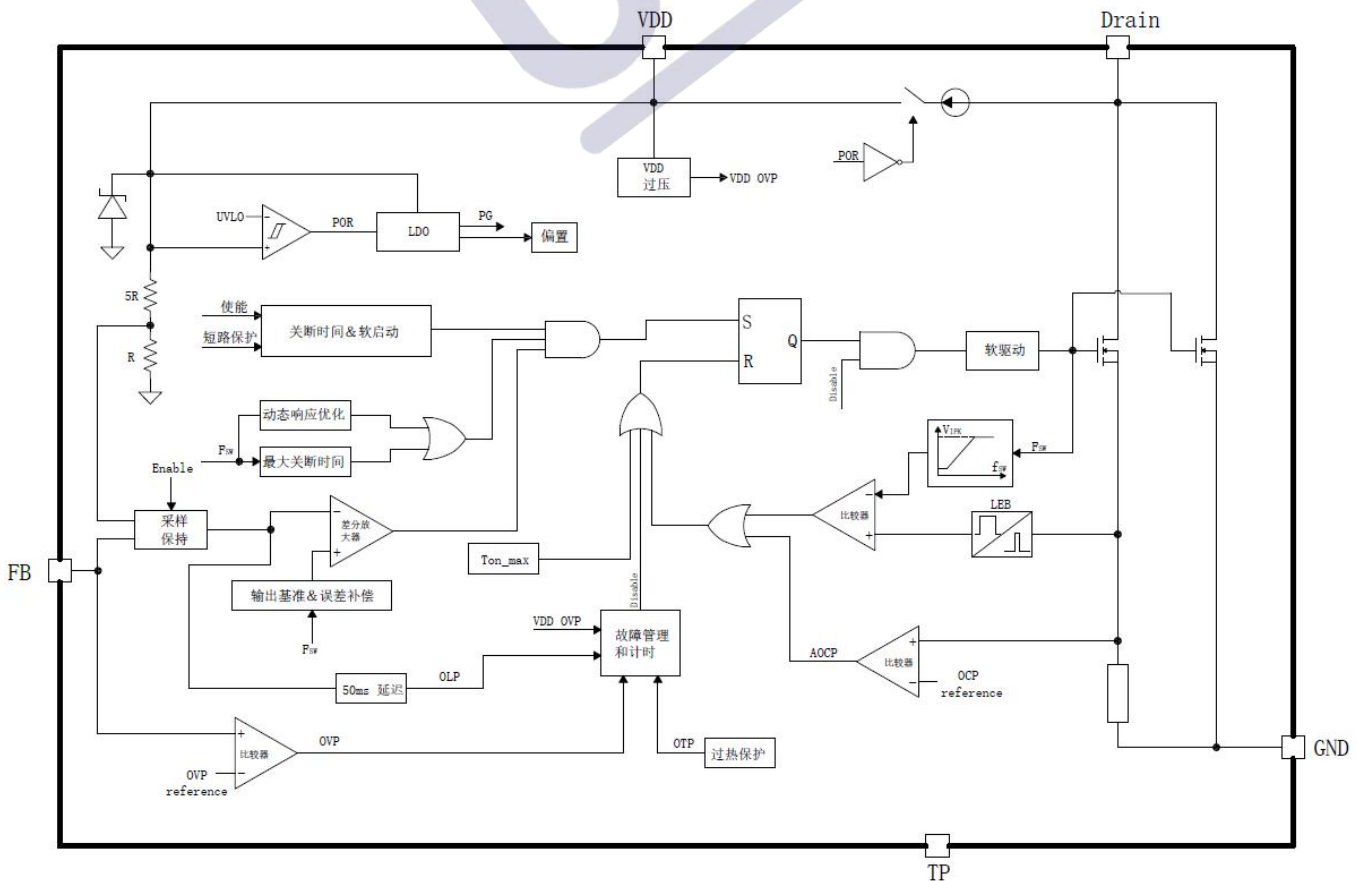 VDD
Drain
VDD
过压
VDD OVP
POR
UVLO
POR
LDO
PG
偏置
5R
R
使能
短路保护
关断时间&软启动
S
R
Q
Disable
软驱动
动态响应优化
Fsw
最大关断时间
Enable
采样
保持
差分放
大器
VIPK
fsw
Fsw
LEB
比较器
FB
输出基准&误差补偿
Fsw
Ton_max
Disable
VDD OVP
故障管理
和计时
AOCP
比较器
OCP
reference
50ms 延迟
OLP
比较器
OVP
OVP
reference
OTP
过热保护
GND
TP